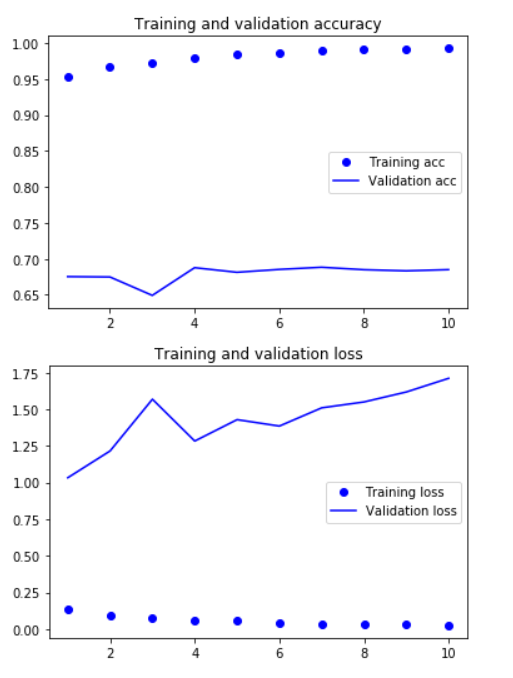 Training and validation accuracy
1.00
0.95
0.90
0.85
0.80
0.75
0.70
0.65
Training acc
Validation acc
2 4 6 8 10
Training and validation loss
1.75
1.50
1.25
1.00
0.75
0.50
0.25
0.00
Training loss
Validation loss
2 4 6 8 10